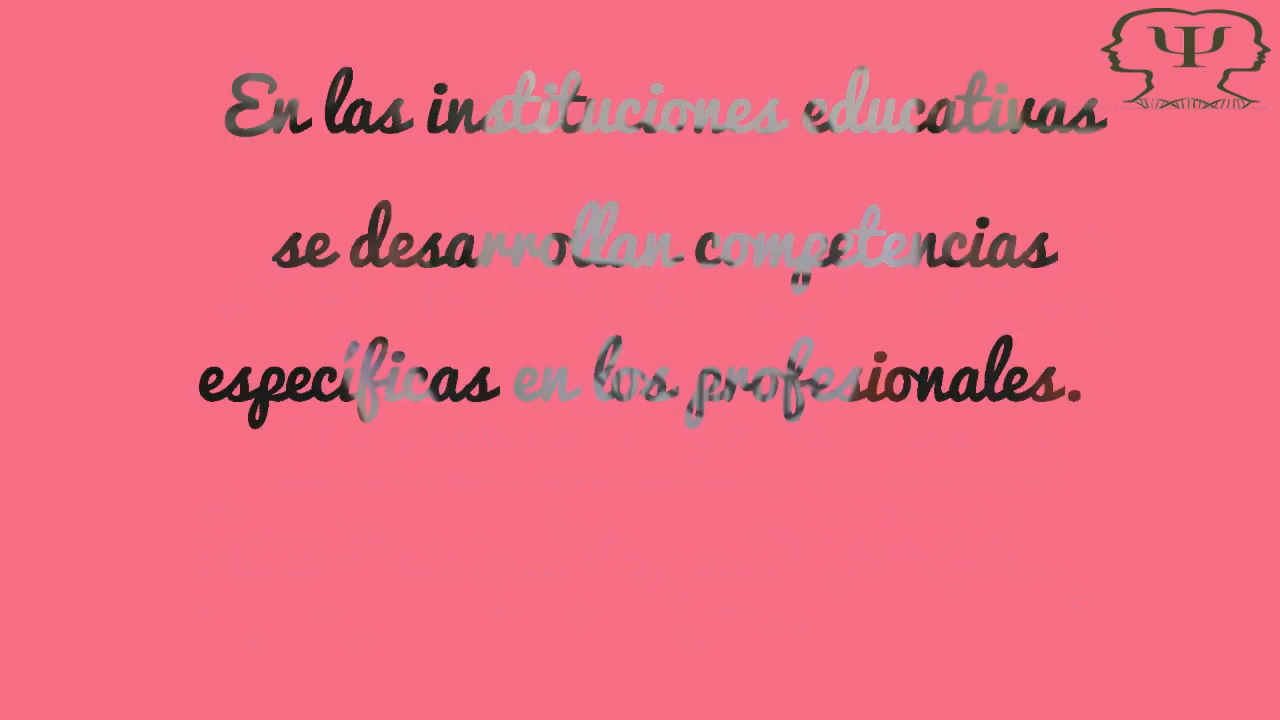 En las instituciones educativas
se desarrollan competencias
específicas en los profesionales.
Ψ